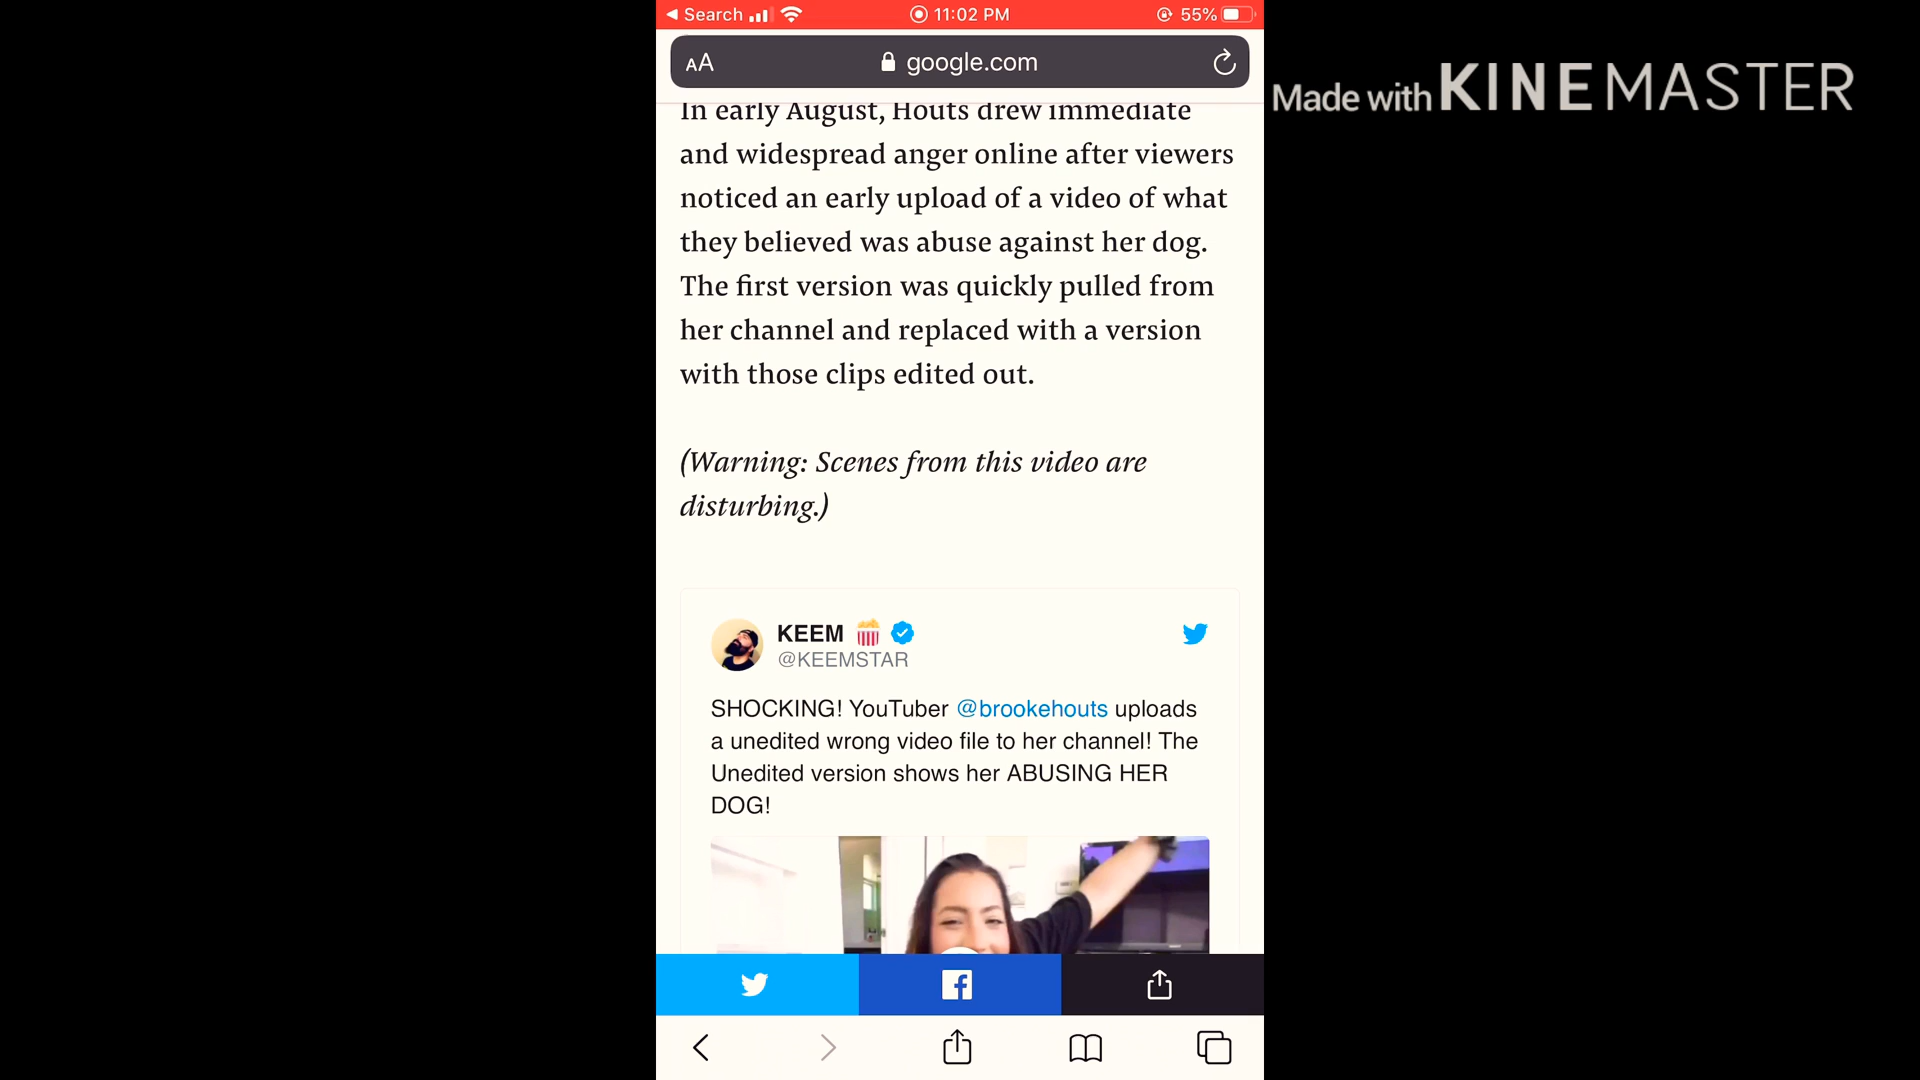 Search
11:02 PM
55%
AA
google.com
Made with KINEMASTER
In early August, Houts drew immediate
and widespread anger online after viewers
noticed an early upload of a video of what
they believed was abuse against her dog.
The first version was quickly pulled from
her channel and replaced with a version
with those clips edited out.
(Warning: Scenes from this video are
disturbing.)
KEEM
@KEEMSTAR
SHOCKING! YouTuber @brookehouts uploads
a unedited wrong video file to her channel! The
Unedited version shows her ABUSING HER
DOG!